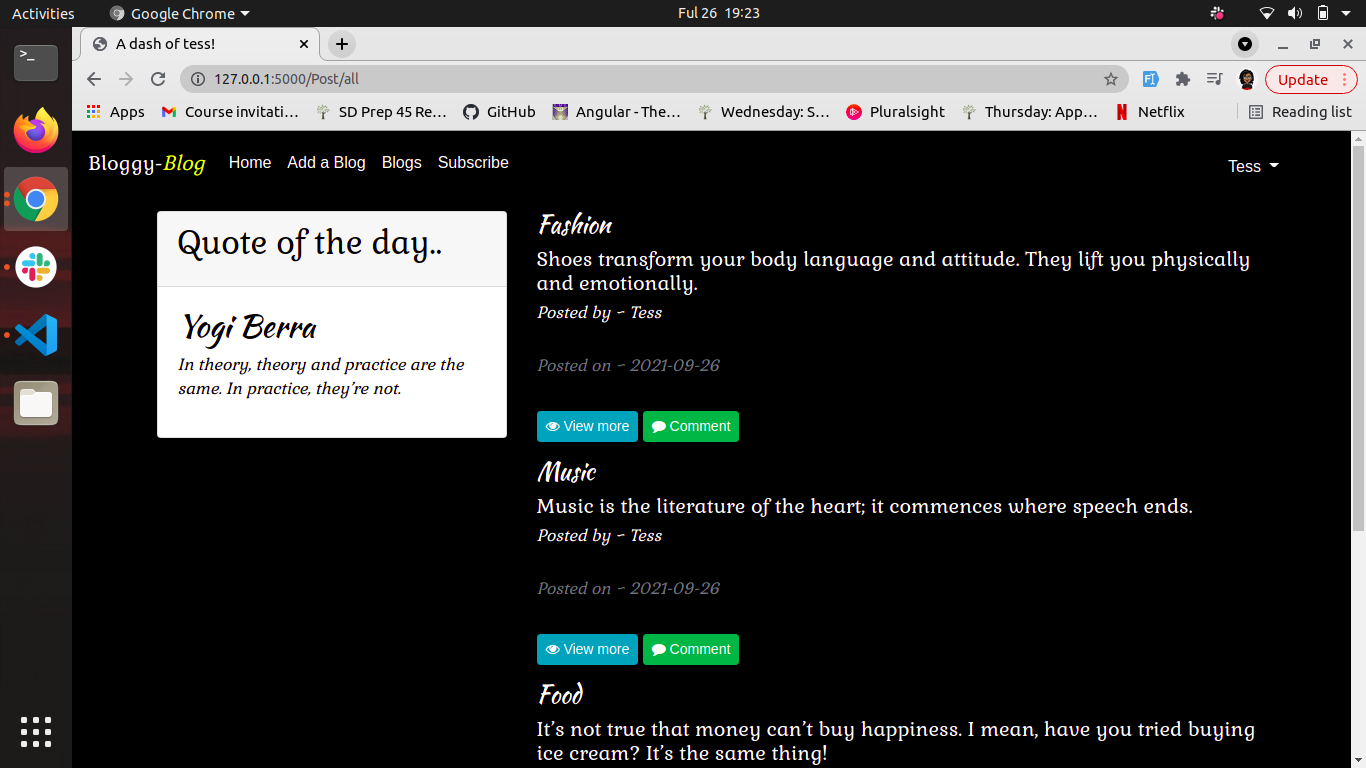 Activities
Google Chrome
Ful 26 19:23
A dash of tess!
127.0.0.1:5000/Post/all
Update
Apps
Course invitati…
SD Prep 45 Re…
GitHub
Angular - The…
Wednesday: S…
Pluralsight
Thursday: App…
Netflix
Reading list
Bloggy-Blog
Home
Add a Blog
Blogs
Subscribe
Tess
Quote of the day..
Yogi Berra
In theory, theory and practice are the
same. In practice, they’re not.
Fashion
Shoes transform your body language and attitude. They lift you physically
and emotionally.
Posted by ~ Tess
Posted on ~ 2021-09-26
View more
Comment
Music
Music is the literature of the heart; it commences where speech ends.
Posted by ~ Tess
Posted on ~ 2021-09-26
View more
Comment
Food
It’s not true that money can’t buy happiness. I mean, have you tried buying
ice cream? It’s the same thing!